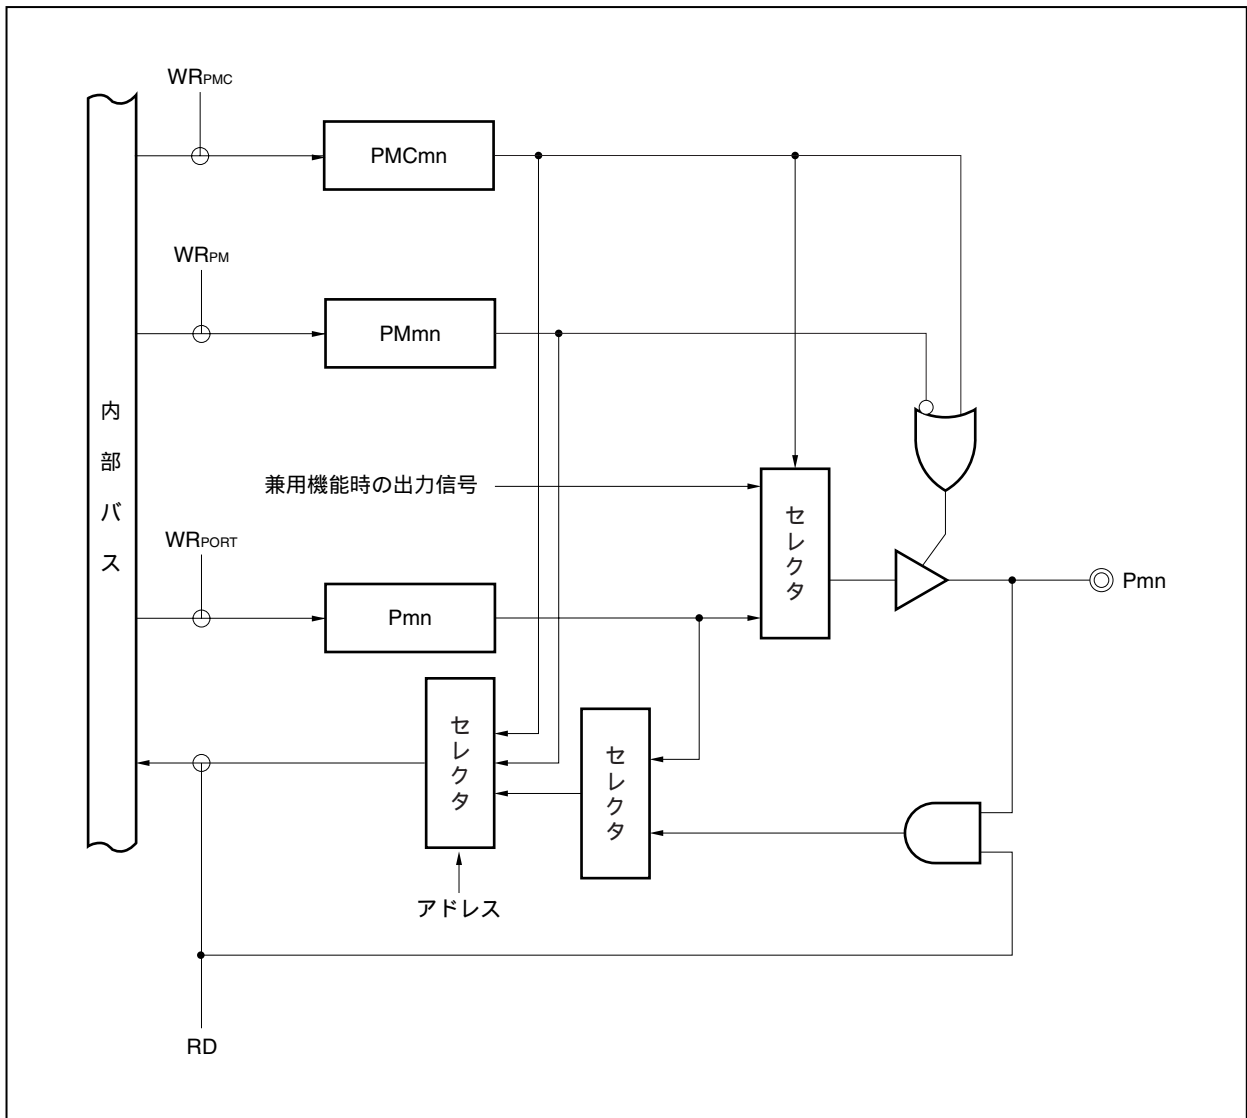 WRPMC
PMCmn
WRPM
PMmn
内部バス
兼用機能時の出力信号
セレクタ
WRPORT
Pmn
Pmn
セレクタ
セレクタ
アドレス
RD